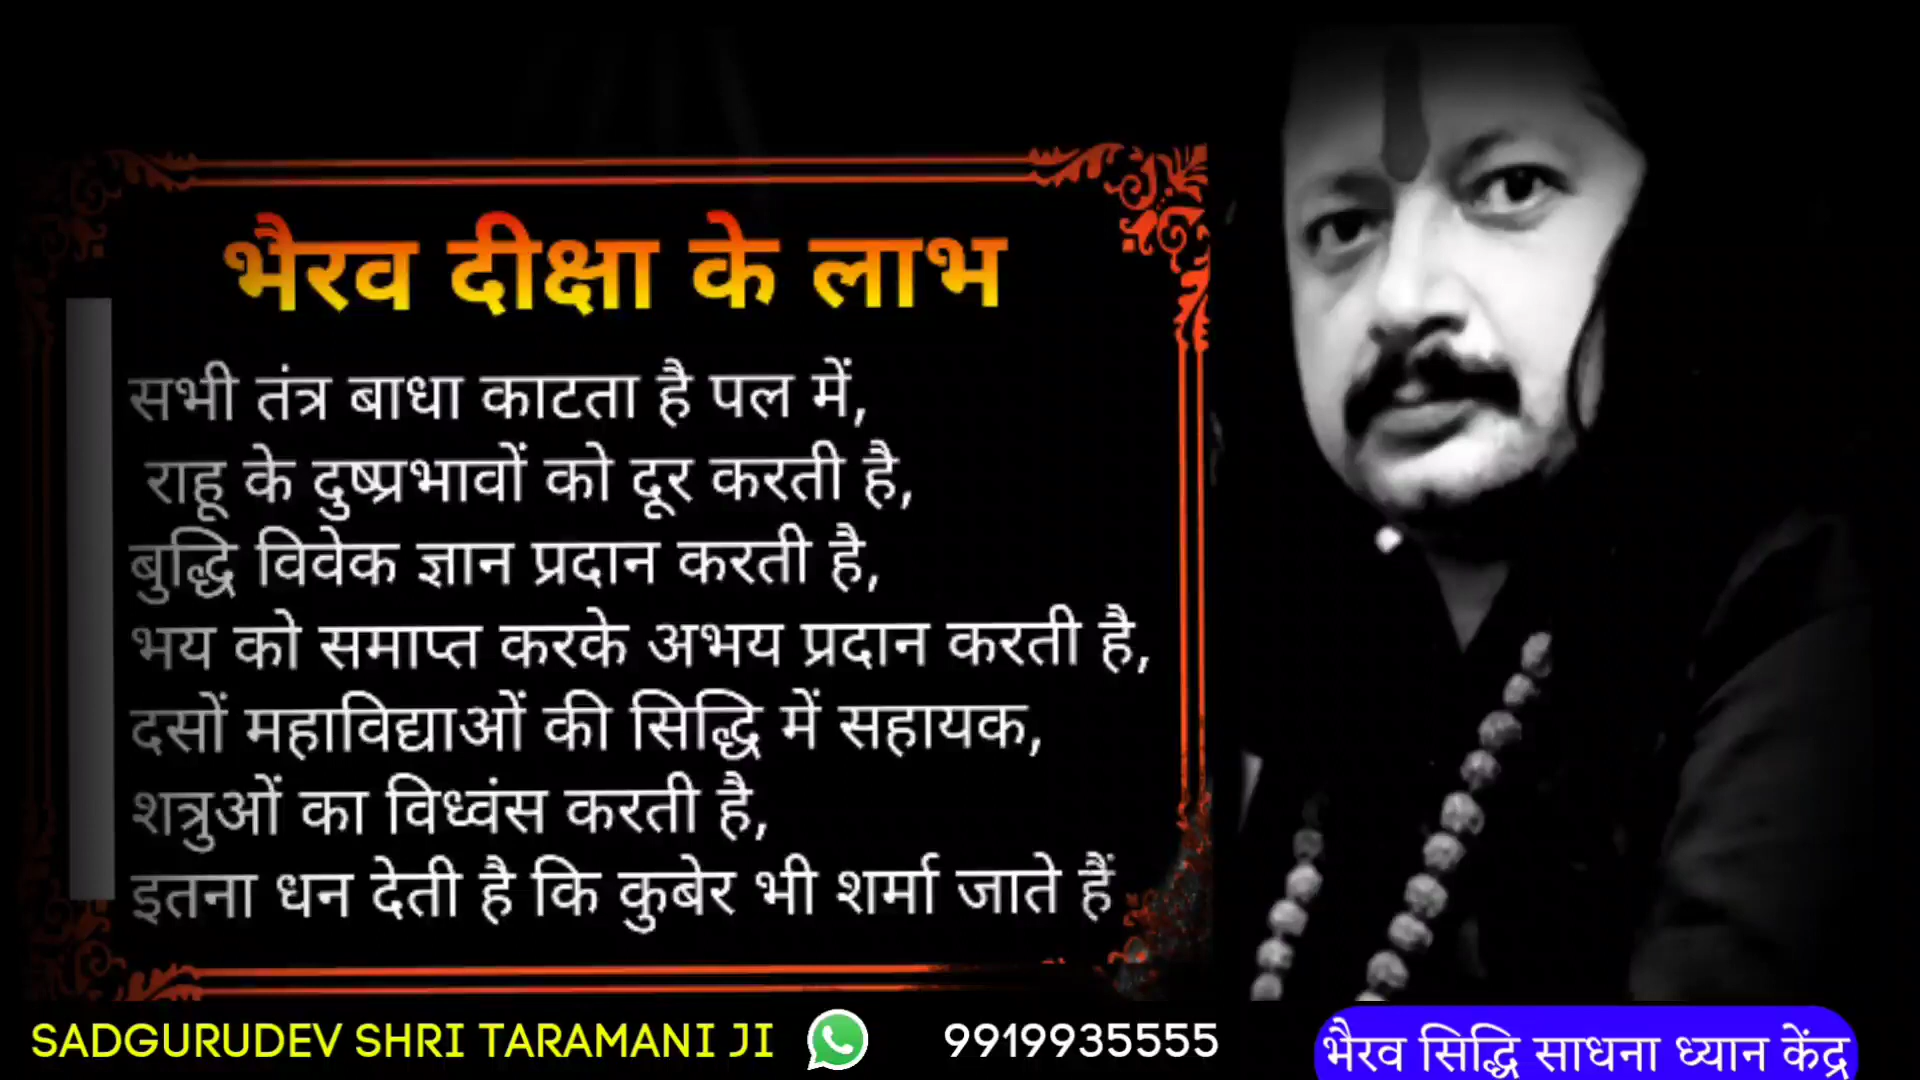 भैरव दीक्षा के लाभ
सभी तंत्र बाधा काटता है पल में,
राहू के दुष्प्रभावों को दूर करती है,
बुद्धि विवेक ज्ञान प्रदान करती है,
भय को समाप्त करके अभय प्रदान करती है,
दसों महाविद्याओं की सिद्धि में सहायक,
शत्रुओं का विध्वंस करती है,
इतना धन देती है कि कुबेर भी शर्मा जाते हैं
SADGURUDEV SHRI TARAMANI JI 9919935555
भैरव सिद्धि साधना ध्यान केंद्र